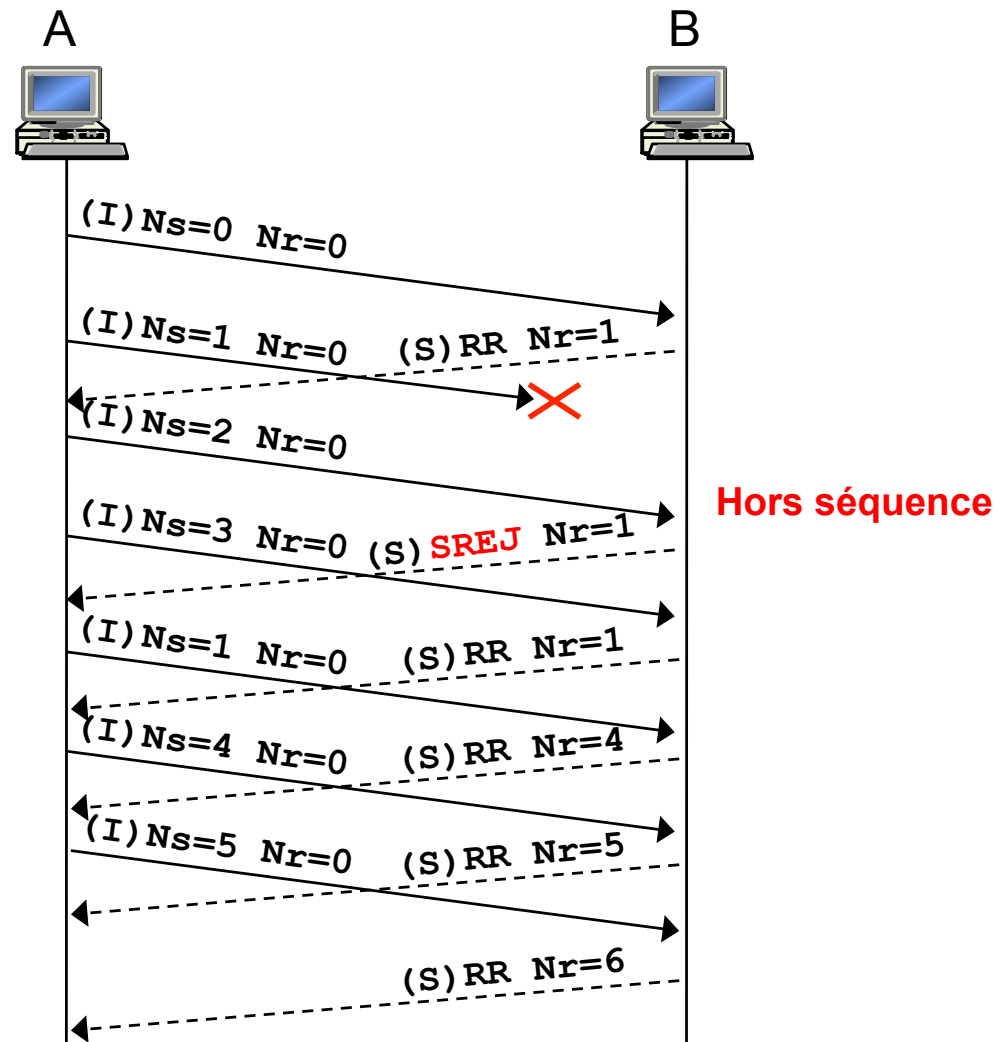 A
B
(I)Ns=0 Nr=0
(I)Ns=1 Nr=0
(S)RR Nr=1
(I)Ns=2 Nr=0
Hors séquence
(I)Ns=3 Nr=0
(S)SREJ Nr=1
(I)Ns=1 Nr=0
(S)RR Nr=1
(I)Ns=4 Nr=0
(S)RR Nr=4
(I)Ns=5 Nr=0
(S)RR Nr=5
(S)RR Nr=6